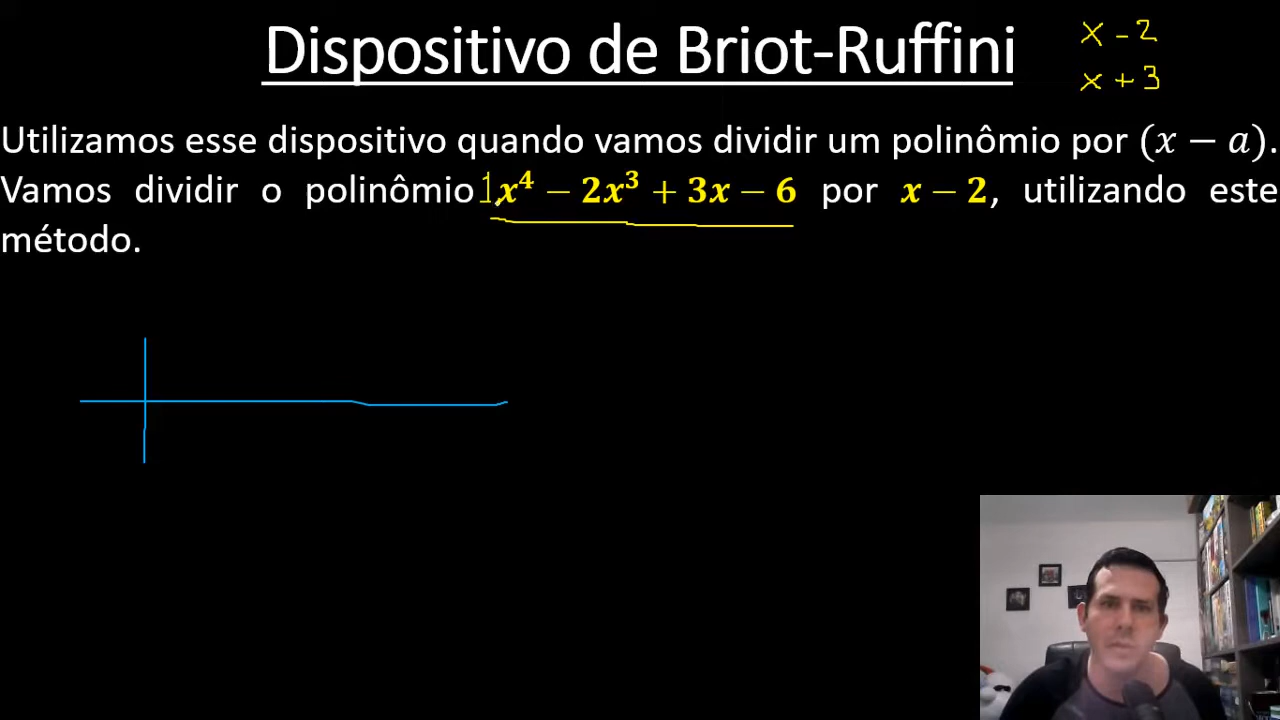 Dispositivo de Briot-Ruffini
x - 2
x + 3
Utilizamos esse dispositivo quando vamos dividir um polinômio por (x − a).
Vamos dividir o polinômio 1x⁴ − 2x³ + 3x − 6 por x − 2, utilizando este
método.